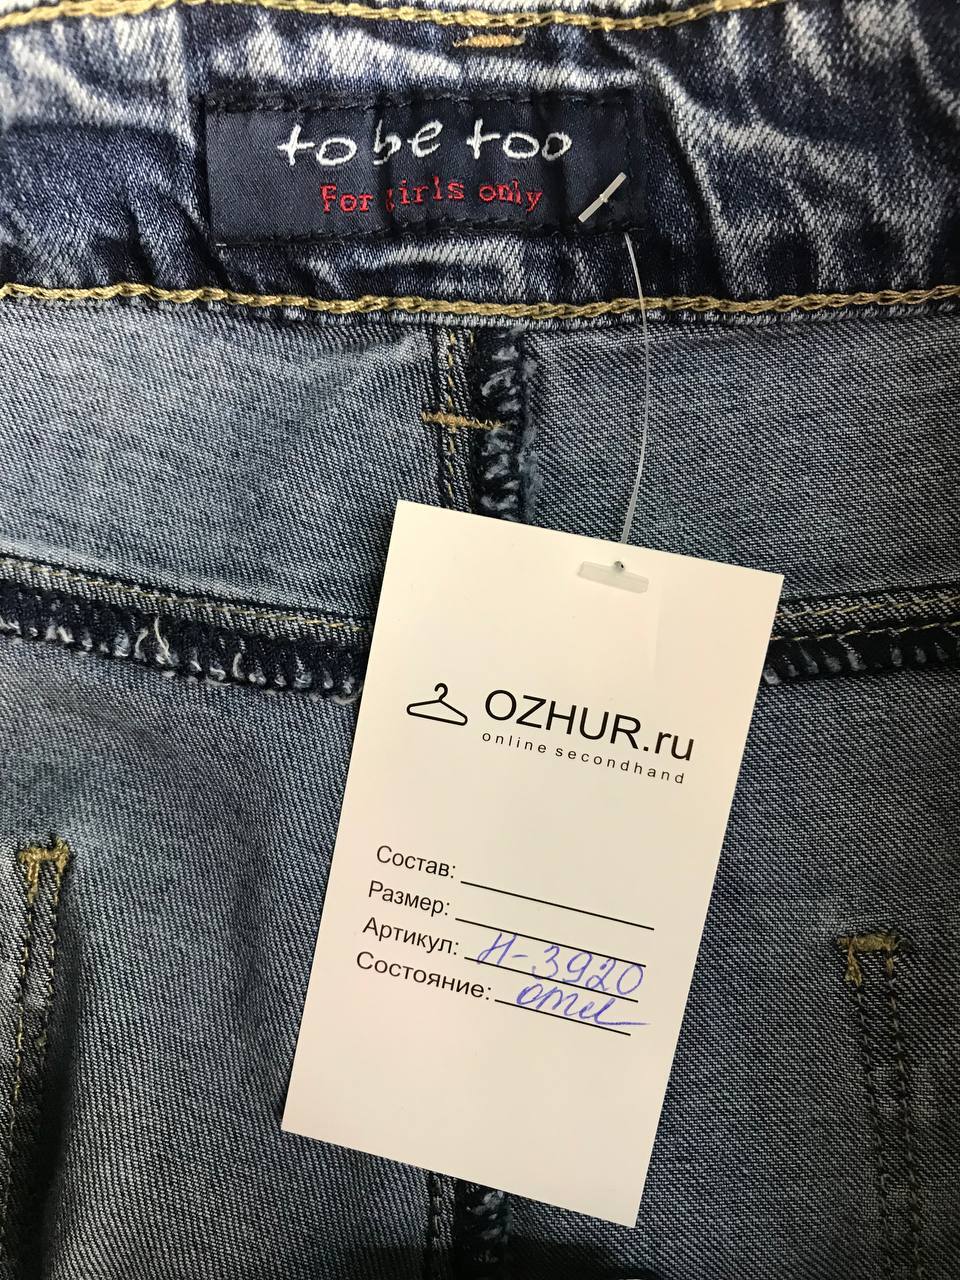 to be too
For girls only
OZHUR.ru
online secondhand
Состав:
Размер:
Артикул: Н-3920
Состояние: отл